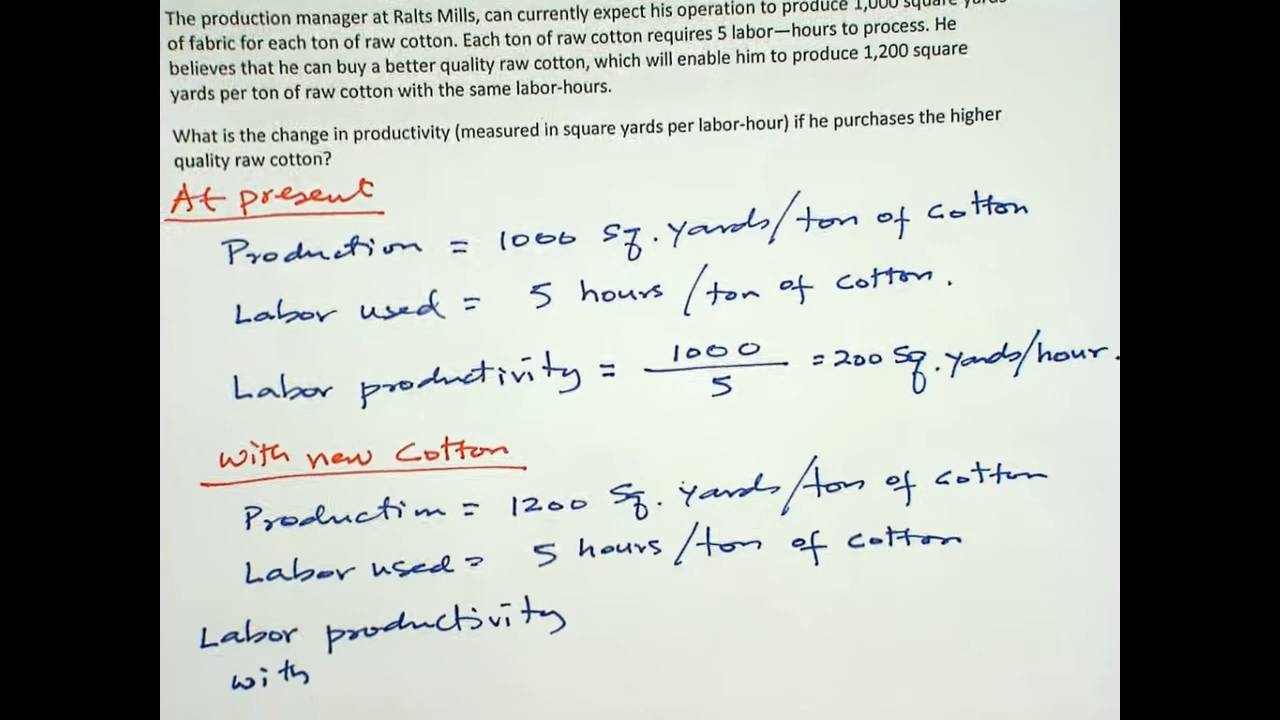 The production manager at Ralts Mills, can currently expect his operation to produce 1,000 square yards
of fabric for each ton of raw cotton. Each ton of raw cotton requires 5 labor—hours to process. He
believes that he can buy a better quality raw cotton, which will enable him to produce 1,200 square
yards per ton of raw cotton with the same labor-hours.
What is the change in productivity (measured in square yards per labor-hour) if he purchases the higher
quality raw cotton?
At present
Production = 1000 sq. yards/ton of cotton
Labor used = 5 hours /ton of cotton.
Labor productivity = 1000/5 = 200 sq. yards/hour.
with new cotton
Production = 1200 sq. yards/ton of cotton
Labor used = 5 hours/ton of cotton
Labor productivity
with